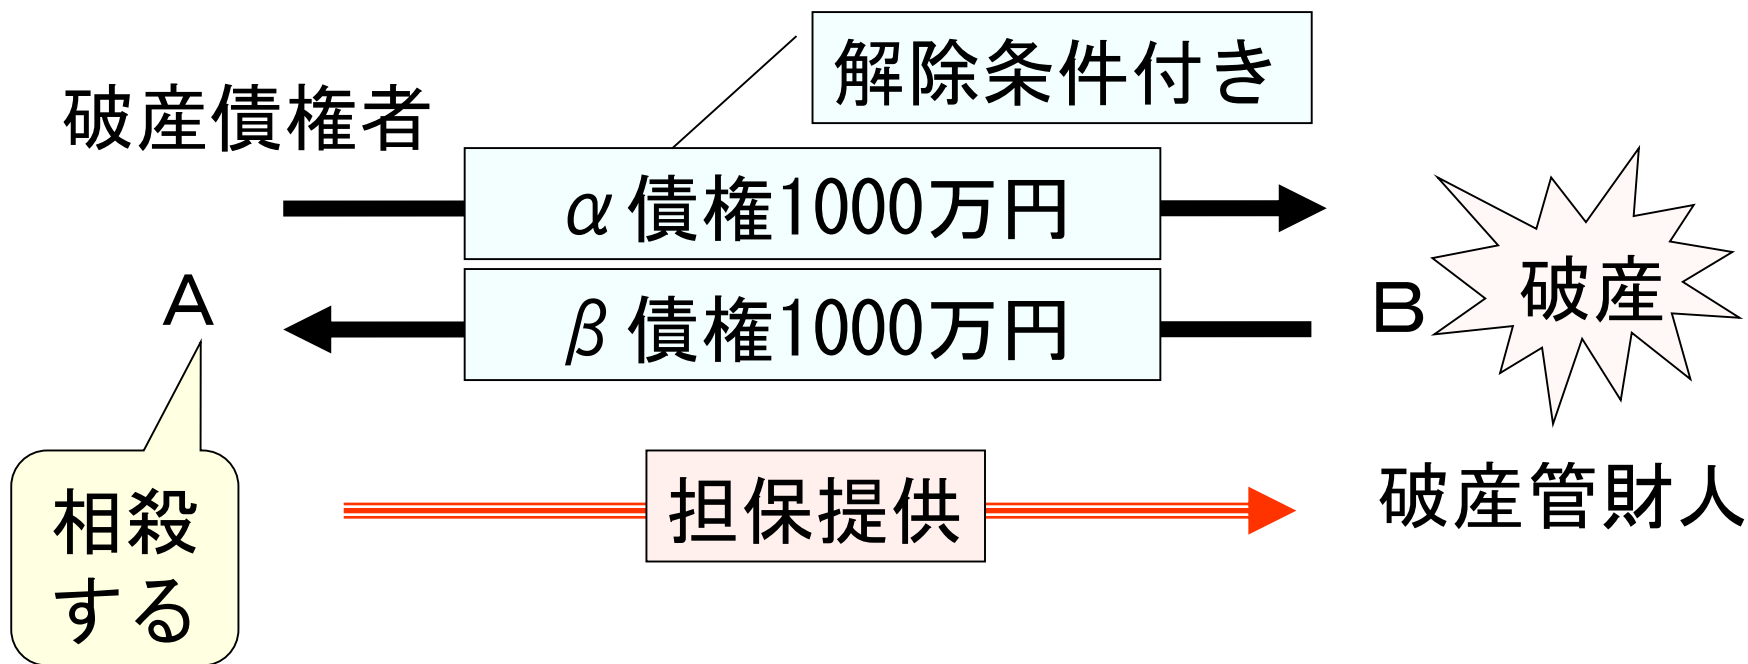 解除条件付き
破産債権者
α債権1000万円
A
β債権1000万円
B
破産
相殺
する
担保提供
破産管財人